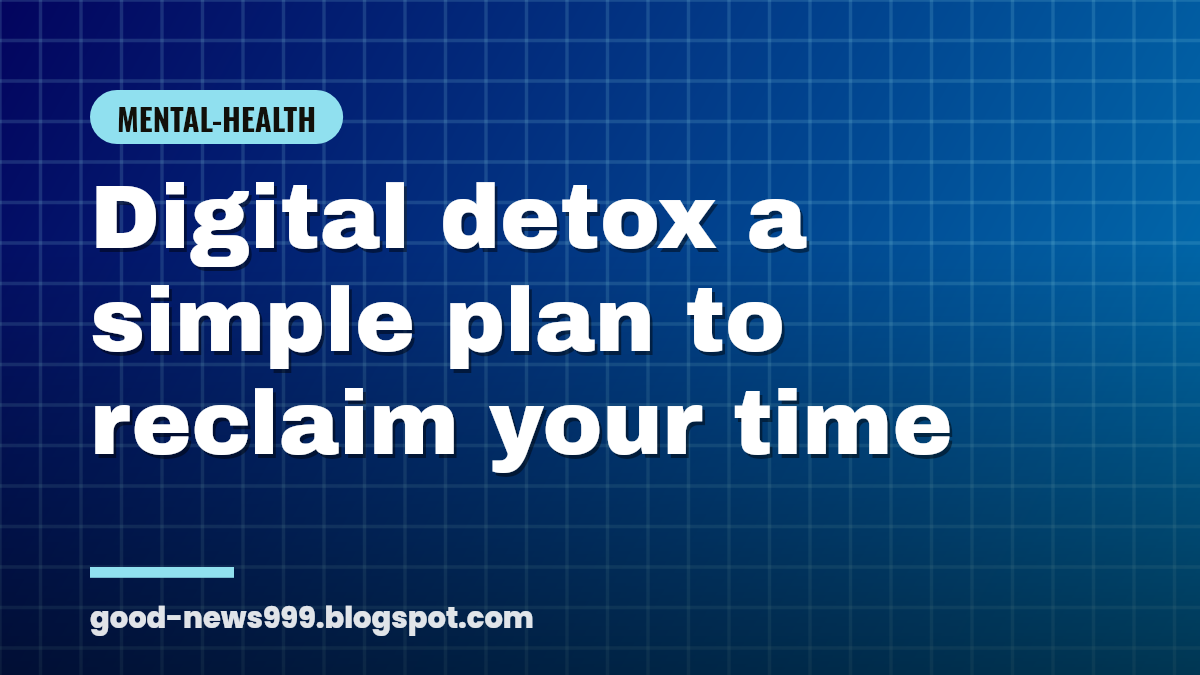 MENTAL-HEALTH
Digital detox a
simple plan to
reclaim your time
good-news999.blogspot.com